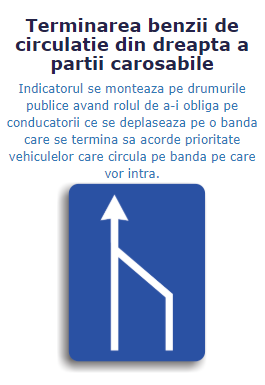 Terminarea benzii de
circulatie din dreapta a
partii carosabile
Indicatorul se monteaza pe drumurile
publice avand rolul de a-i obliga pe
conducatorii ce se deplaseaza pe o banda
care se termina sa acorde prioritate
vehiculelor care circula pe banda pe care
vor intra.